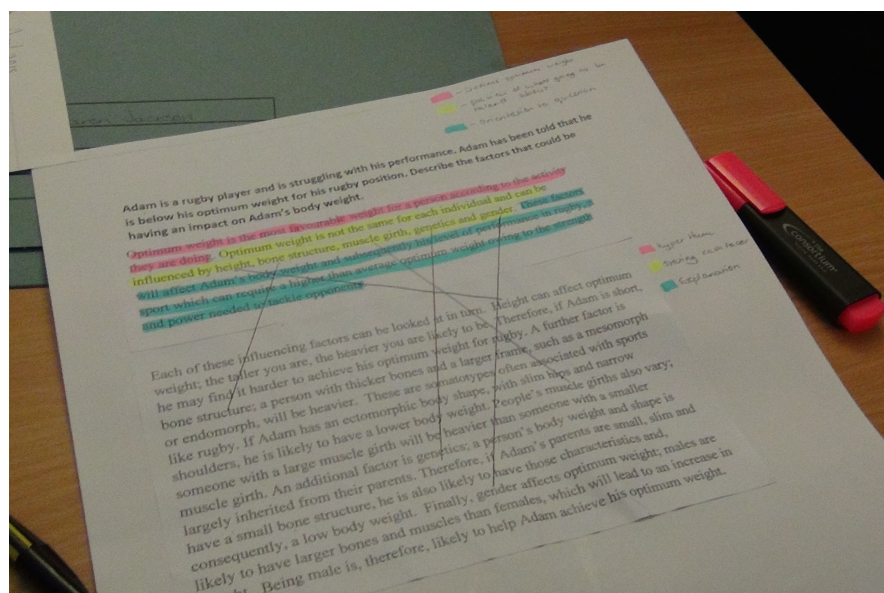 - Define optimum weight
- Orientation to question
Adam is a rugby player and is struggling with his performance. Adam has been told that he
is below his optimum weight for his rugby position. Describe the factors that could be
having an impact on Adam's body weight.
Optimum weight is the most favourable weight for a person according to the activity
they are doing. Optimum weight is not the same for each individual and can be
influenced by height, bone structure, muscle girth, genetics and gender. These factors
will affect Adam's body weight and subsequently his level of performance in rugby, a
sport which can require a higher than average optimum weight owing to the strength
and power needed to tackle opponents.
Hyper theme
Explanation
CONSORTIUM
Each of these influencing factors can be looked at in turn. Height can affect optimum
weight; the taller you are, the heavier you are likely to be. Therefore, if Adam is short,
he may find it harder to achieve his optimum weight for rugby. A further factor is
bone structure; a person with thicker bones and a larger frame, such as a mesomorph
or endomorph, will be heavier. These are somatotypes often associated with sports
like rugby. If Adam has an ectomorphic body shape, with slim hips and narrow
shoulders, he is likely to have a lower body weight. People's muscle girths also vary;
someone with a large muscle girth will be heavier than someone with a smaller
muscle girth. An additional factor is genetics; a person's body weight and shape is
largely inherited from their parents. Therefore, if Adam's parents are small, slim and
have a small bone structure, he is also likely to have those characteristics and,
consequently, a low body weight. Finally, gender affects optimum weight; males are
likely to have larger bones and muscles than females, which will lead to an increase in
Being male is, therefore, likely to help Adam achieve his optimum weight.